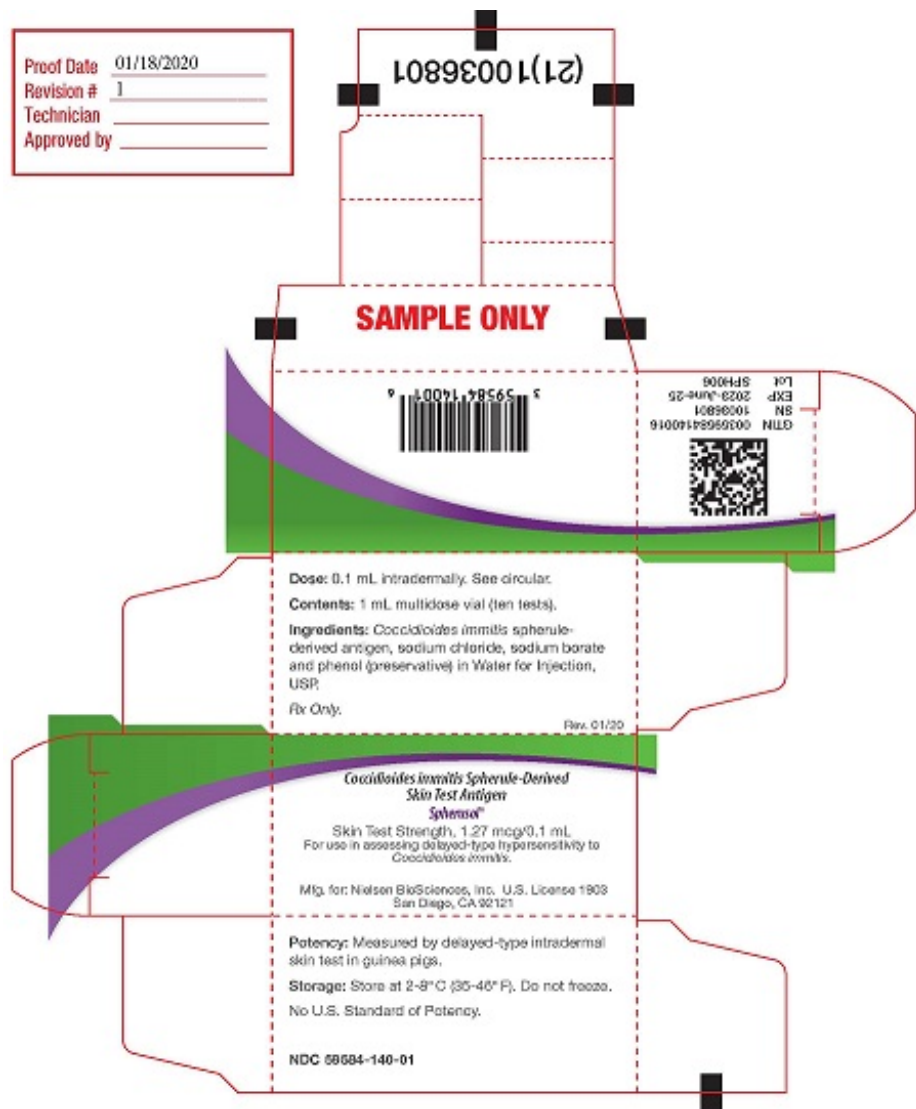 Proof Date 01/18/2020
Revision # 1
Technician
Approved by
(21)10036801
SAMPLE ONLY
3 59584 14001 6
GTIN 00359584140016
SN 10036801
EXP 2023-June-25
Lot SPH006
Dose: 0.1 mL intradermally. See circular.
Contents: 1 mL multidose vial (ten tests).
Ingredients: Coccidioides immitis spherule-
derived antigen, sodium chloride, sodium borate
and phenol (preservative) in Water for Injection,
USP.
Rx Only.
Rev. 01/20
Coccidioides immitis Spherule-Derived
Skin Test Antigen
Spherusol™
Skin Test Strength, 1.27 mcg/0.1 mL
For use in assessing delayed-type hypersensitivity to
Coccidioides immitis.
Mfg. for: Nielsen BioSciences, Inc. U.S. License 1903
San Diego, CA 92121
Potency: Measured by delayed-type intradermal
skin test in guinea pigs.
Storage: Store at 2-8° C (35-46° F). Do not freeze.
No U.S. Standard of Potency.
NDC 59584-140-01